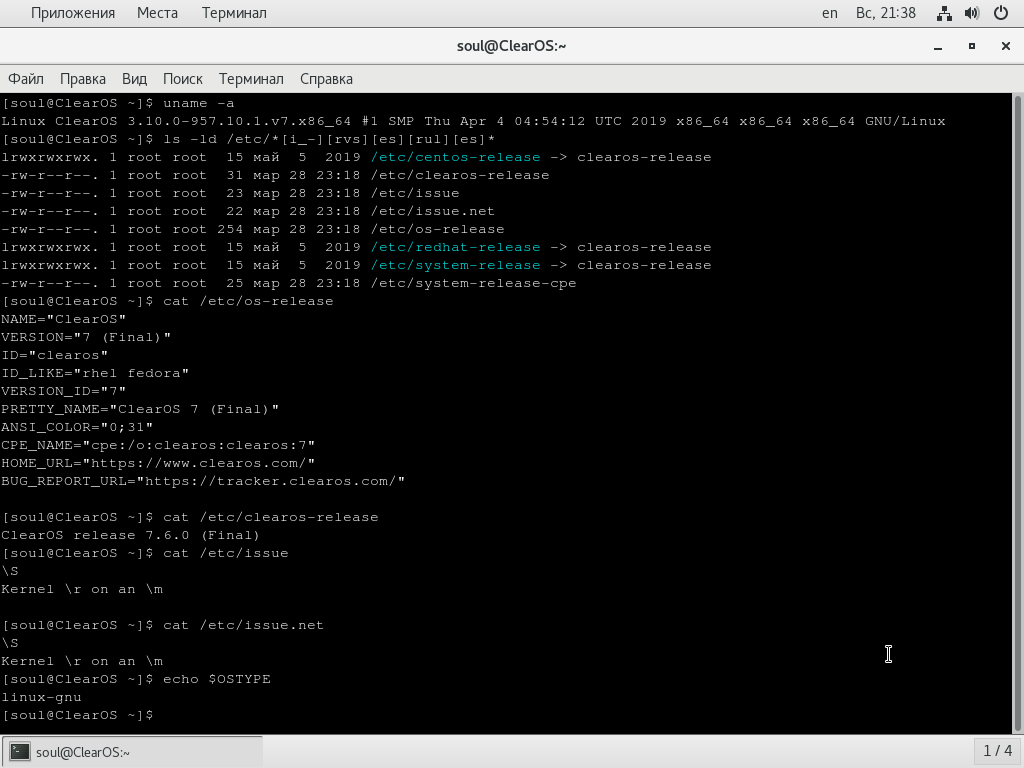 Приложения Места Терминал en Вс, 21:38
soul@ClearOS:~
Файл Правка Вид Поиск Терминал Справка
[soul@ClearOS ~]$ uname -a
Linux ClearOS 3.10.0-957.10.1.v7.x86_64 #1 SMP Thu Apr 4 04:54:12 UTC 2019 x86_64 x86_64 x86_64 GNU/Linux
[soul@ClearOS ~]$ ls -ld /etc/*[i_-][rvs][es][rul][es]*
lrwxrwxrwx. 1 root root  15 май  5  2019 /etc/centos-release -> clearos-release
-rw-r--r--. 1 root root  31 мар 28 23:18 /etc/clearos-release
-rw-r--r--. 1 root root  23 мар 28 23:18 /etc/issue
-rw-r--r--. 1 root root  22 мар 28 23:18 /etc/issue.net
-rw-r--r--. 1 root root 254 мар 28 23:18 /etc/os-release
lrwxrwxrwx. 1 root root  15 май  5  2019 /etc/redhat-release -> clearos-release
lrwxrwxrwx. 1 root root  15 май  5  2019 /etc/system-release -> clearos-release
-rw-r--r--. 1 root root  25 мар 28 23:18 /etc/system-release-cpe
[soul@ClearOS ~]$ cat /etc/os-release
NAME="ClearOS"
VERSION="7 (Final)"
ID="clearos"
ID_LIKE="rhel fedora"
VERSION_ID="7"
PRETTY_NAME="ClearOS 7 (Final)"
ANSI_COLOR="0;31"
CPE_NAME="cpe:/o:clearos:clearos:7"
HOME_URL="https://www.clearos.com/"
BUG_REPORT_URL="https://tracker.clearos.com/"
[soul@ClearOS ~]$ cat /etc/clearos-release
ClearOS release 7.6.0 (Final)
[soul@ClearOS ~]$ cat /etc/issue
\S
Kernel \r on an \m
[soul@ClearOS ~]$ cat /etc/issue.net
\S
Kernel \r on an \m
[soul@ClearOS ~]$ echo $OSTYPE
linux-gnu
[soul@ClearOS ~]$
soul@ClearOS:~ 1 / 4